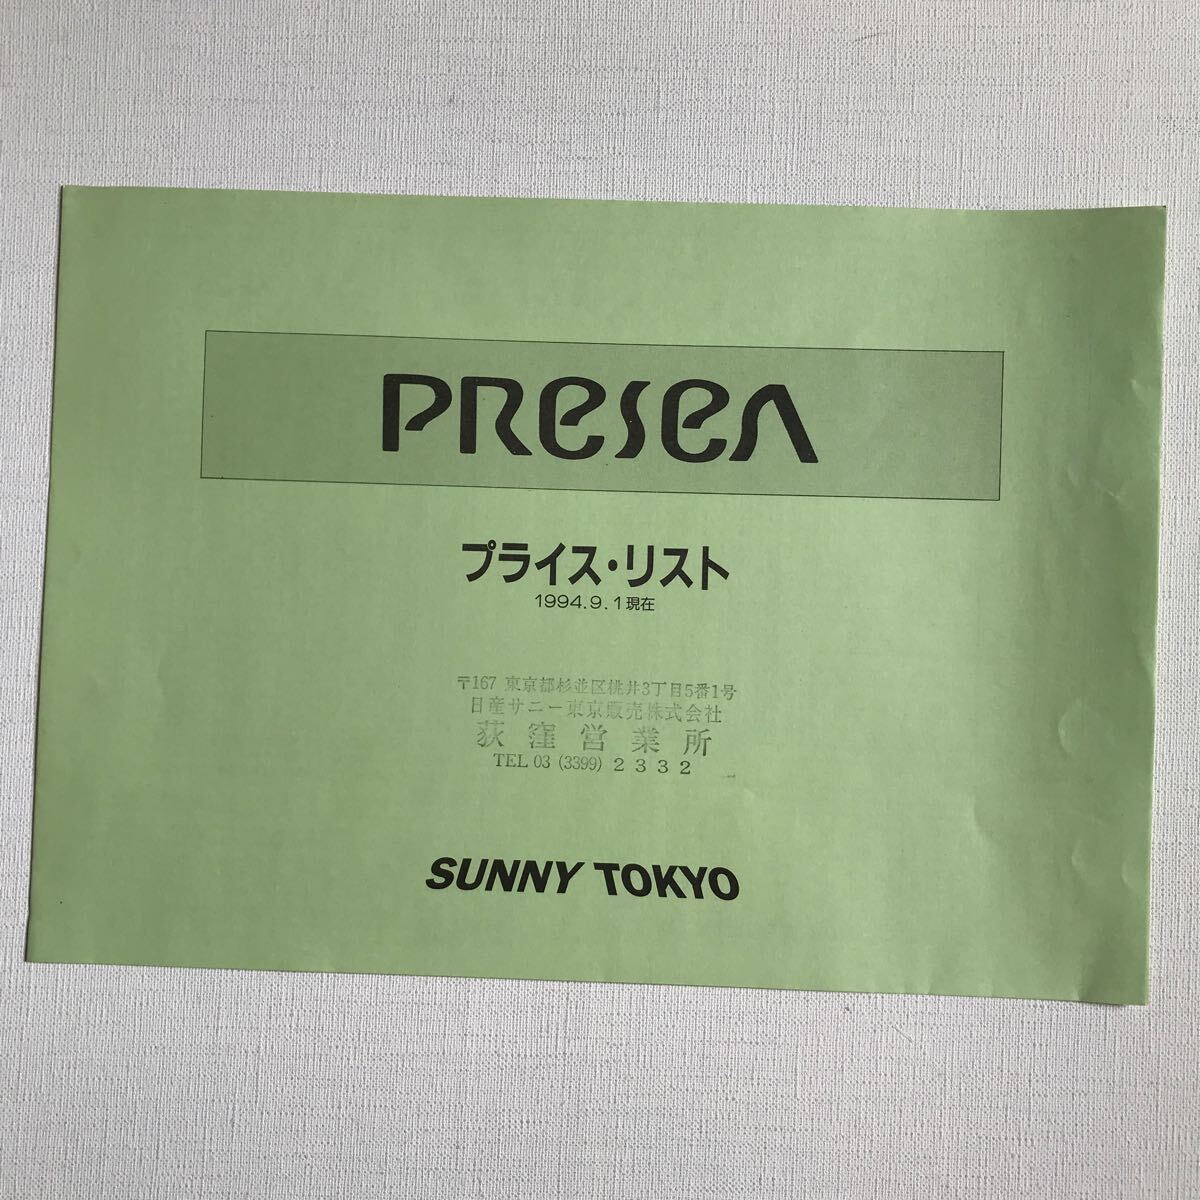 PRESEA
プライス・リスト
1994.9.1現在
〒167 東京都杉並区桃井3丁目5番1号
日産サニー東京販売株式会社
荻窪営業所
TEL 03 (3399) 2332
SUNNY TOKYO